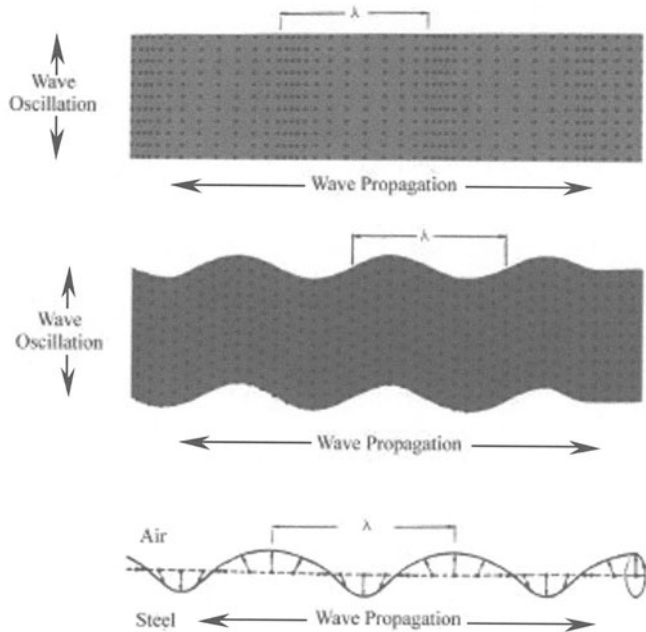 λ
Wave
Oscillation
Wave Propagation
λ
Wave
Oscillation
Wave Propagation
Air
λ
Steel
Wave Propagation